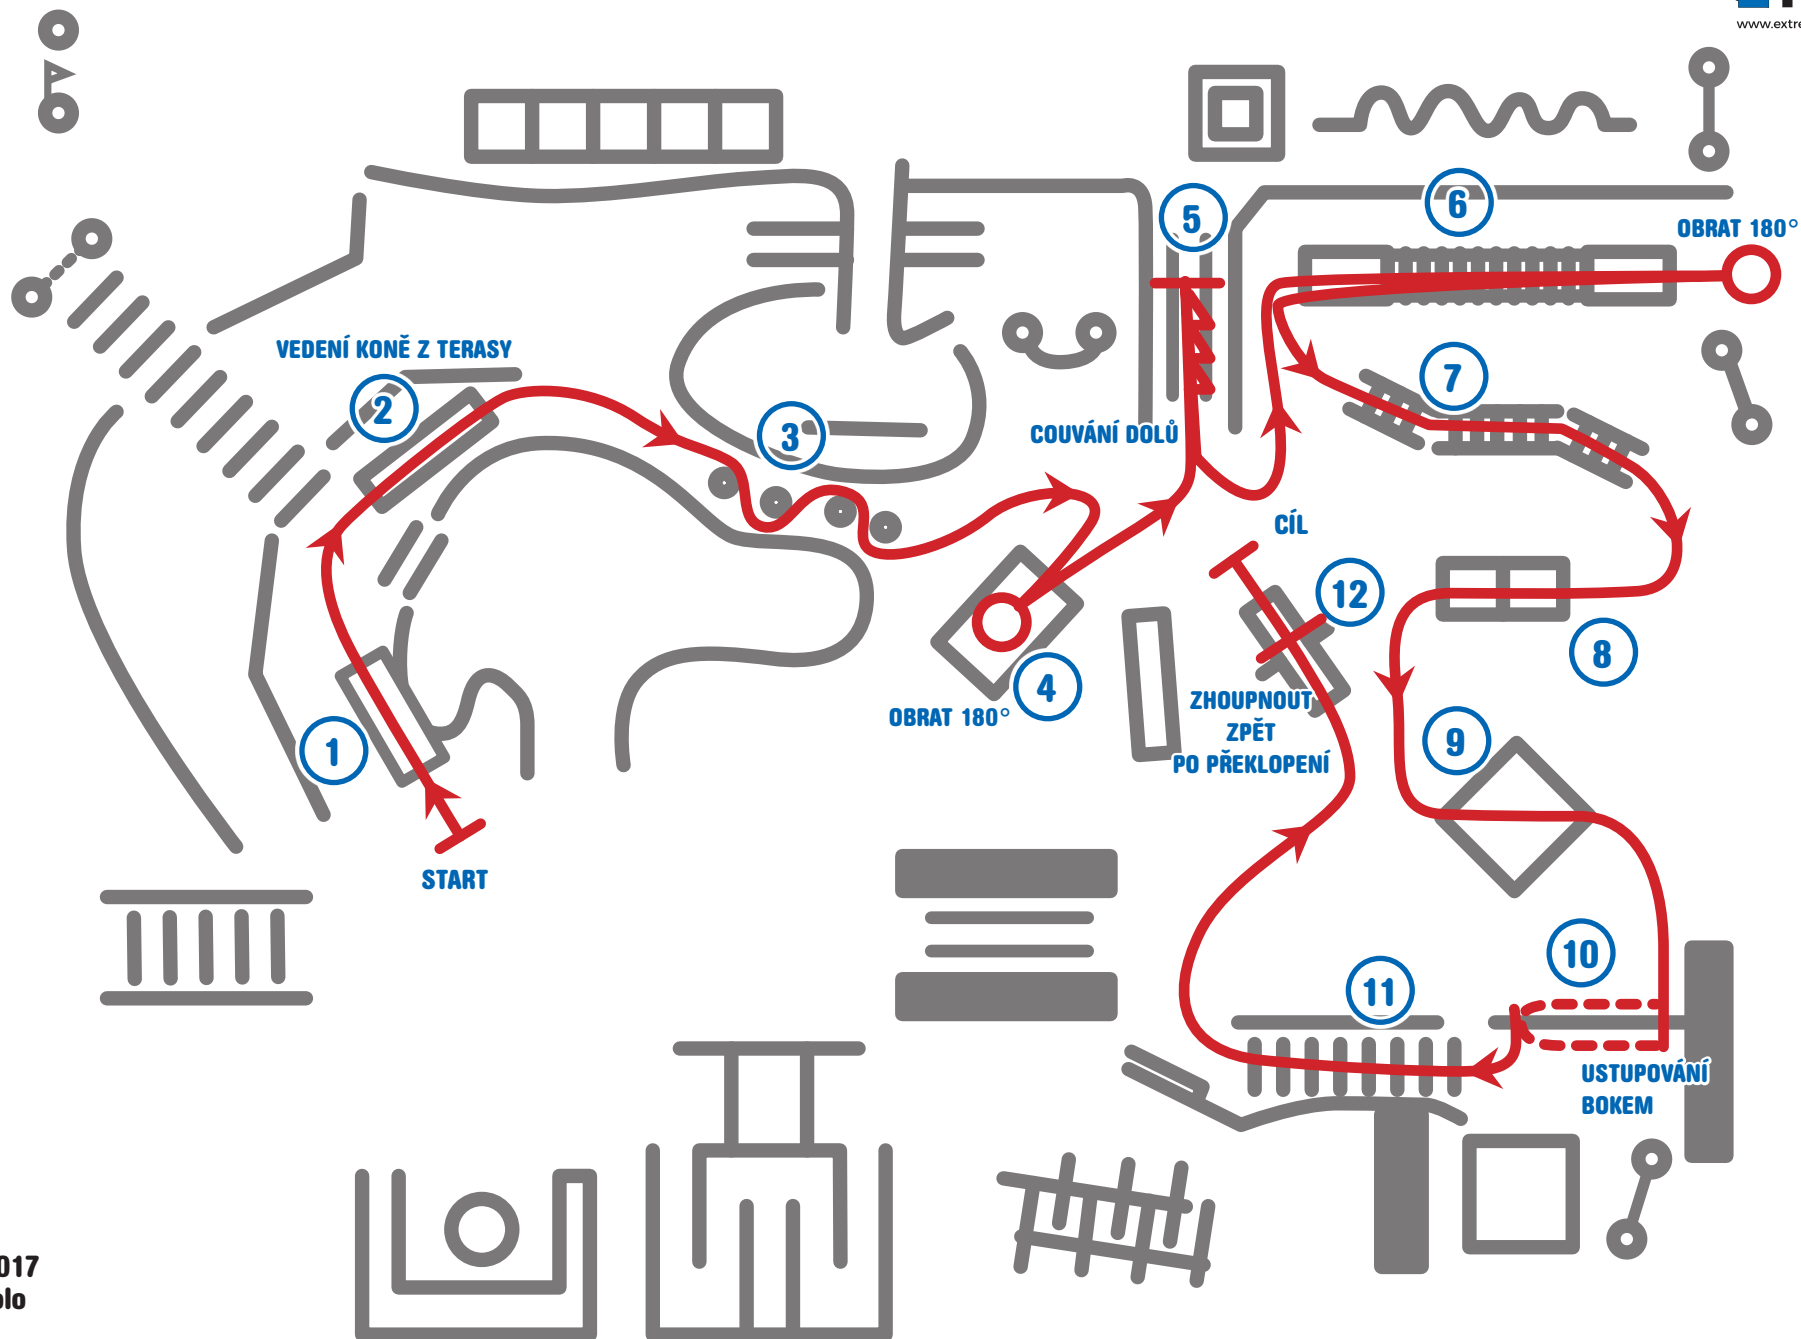 www.extre
5
6
OBRAT 180°
VEDENÍ KONĚ Z TERASY
2
7
3
COUVÁNÍ DOLŮ
CÍL
12
8
4
OBRAT 180°
ZHOUPNOUT
ZPĚT
PO PŘEKLOPENÍ
1
9
START
10
11
USTUPOVÁNÍ
BOKEM
017
olo